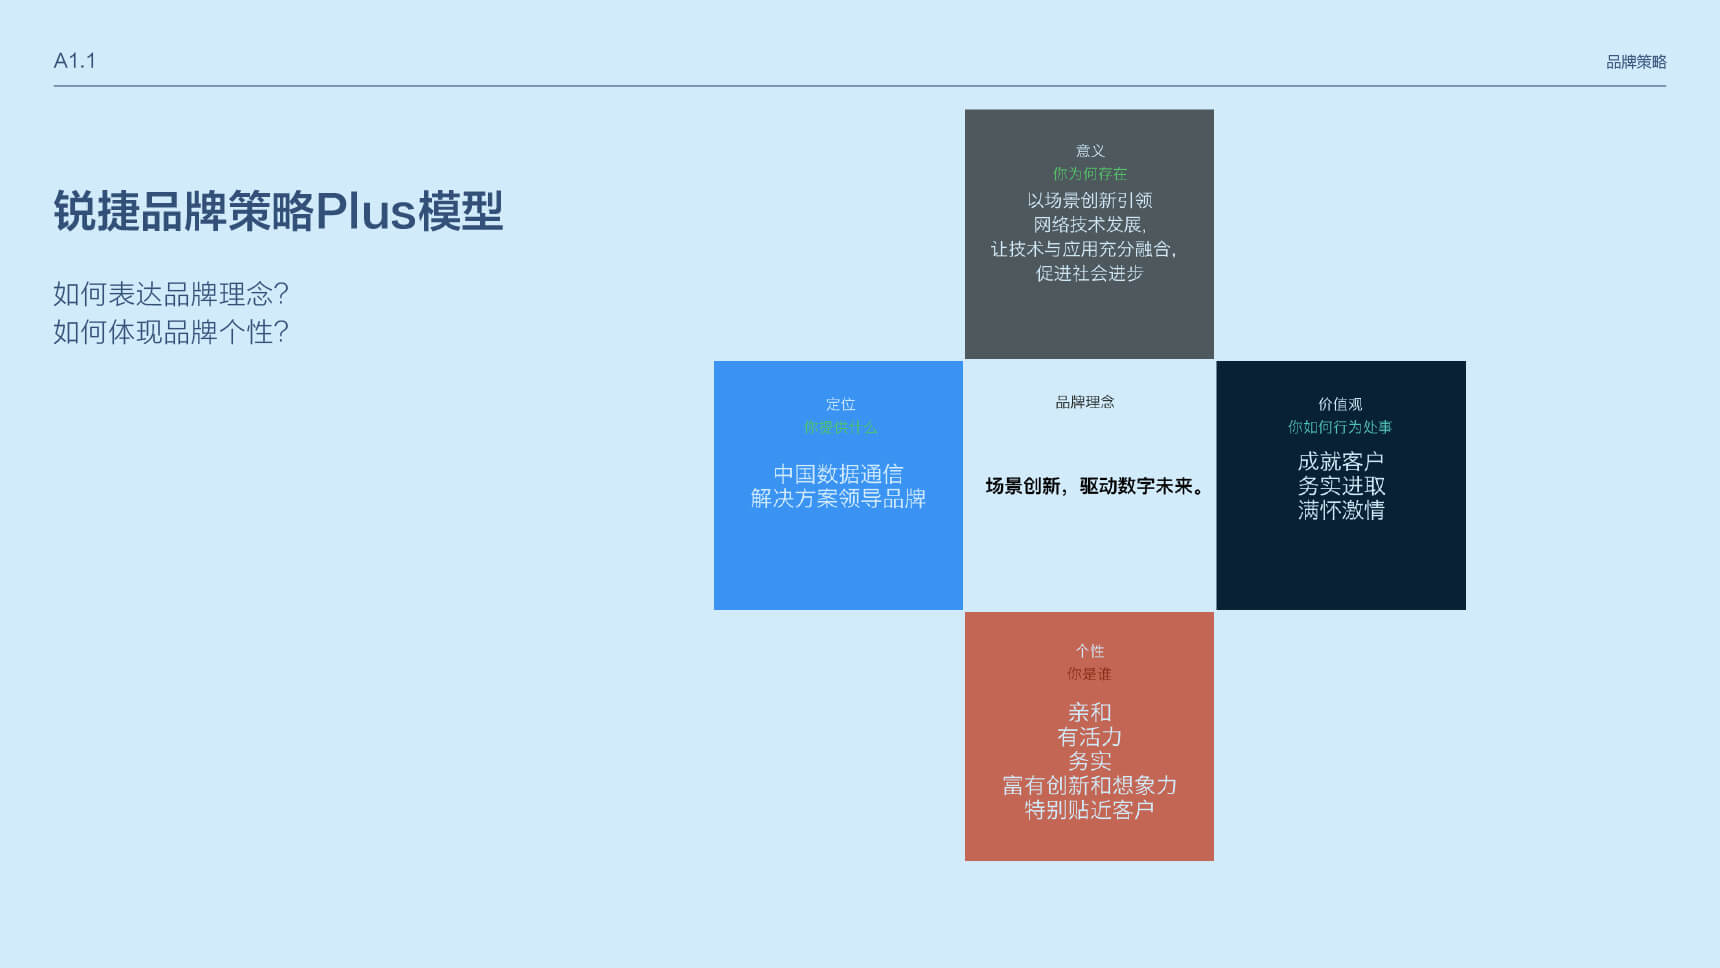 A1.1
品牌策略
锐捷品牌策略Plus模型
如何表达品牌理念？
如何体现品牌个性？
意义
你为何存在
以场景创新引领
网络技术发展，
让技术与应用充分融合，
促进社会进步
定位
你提供什么
中国数据通信
解决方案领导品牌
品牌理念
场景创新，驱动数字未来。
价值观
你如何行为处事
成就客户
务实进取
满怀激情
个性
你是谁
亲和
有活力
务实
富有创新和想象力
特别贴近客户